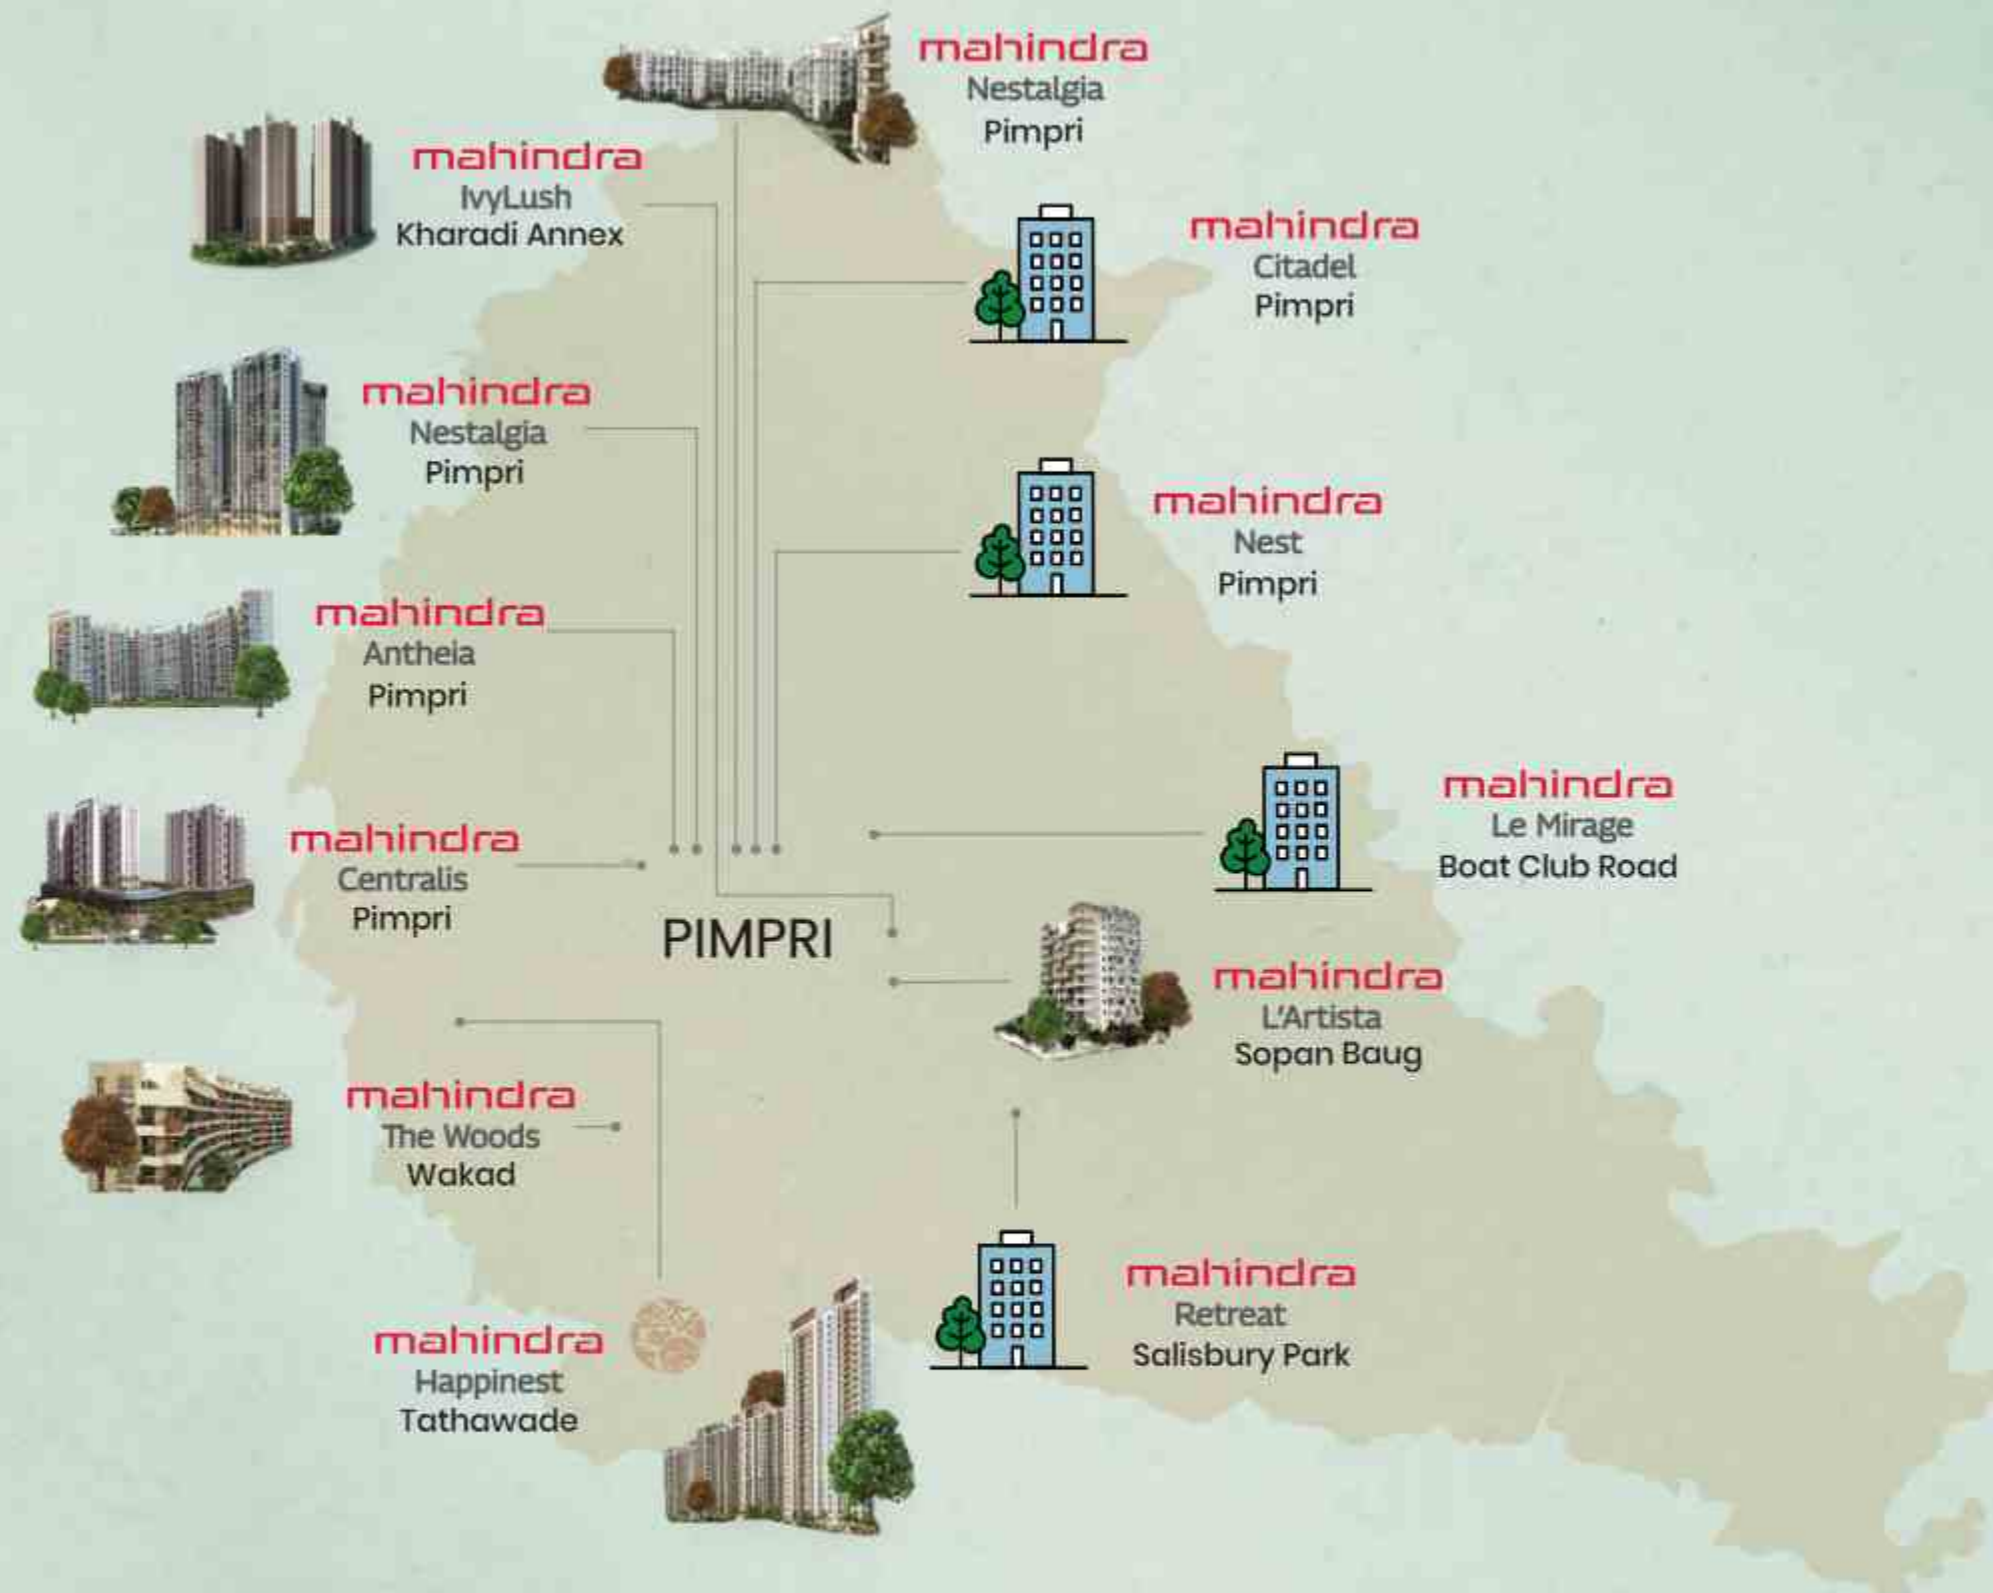 mahindra
Nestalgia
Pimpri
mahindra
IvyLush
Kharadi Annex
mahindra
Citadel
Pimpri
mahindra
Nestalgia
Pimpri
mahindra
Nest
Pimpri
mahindra
Antheia
Pimpri
mahindra
Le Mirage
Boat Club Road
mahindra
Centralis
Pimpri
PIMPRI
mahindra
L'Artista
Sopan Baug
mahindra
The Woods
Wakad
mahindra
Retreat
Salisbury Park
mahindra
Happinest
Tathawade